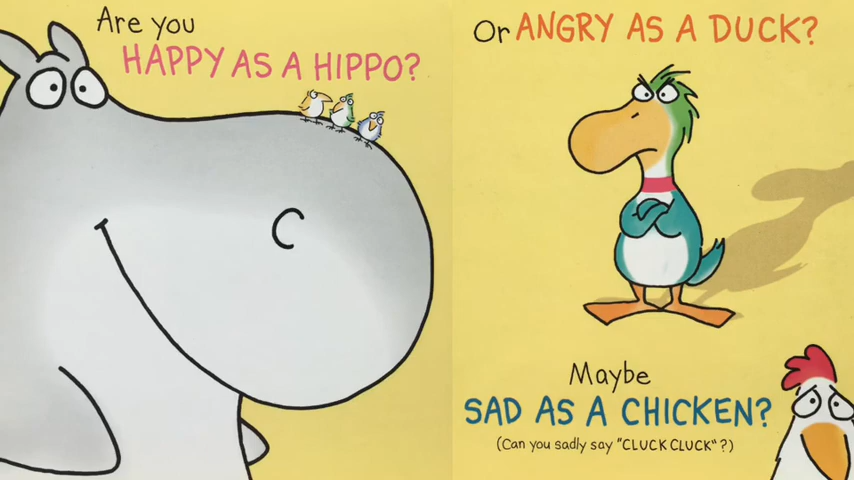 Are you
HAPPY AS A HIPPO?
Or ANGRY AS A DUCK?
Maybe
SAD AS A CHICKEN?
(Can you sadly say "CLUCK CLUCK"?)